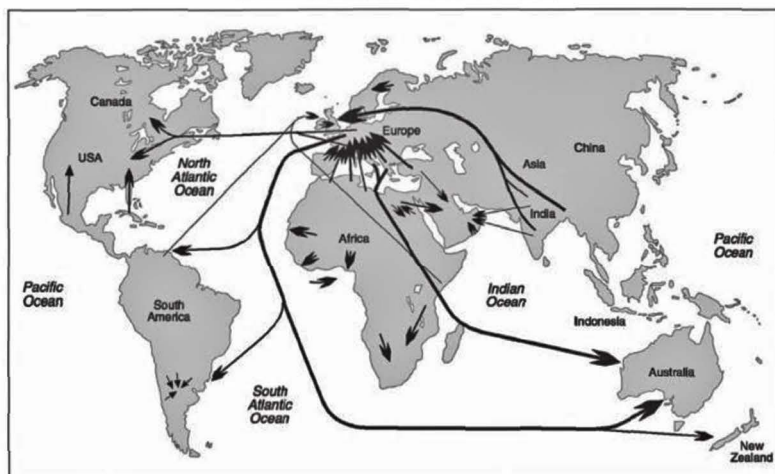 Canada
Europe
USA
North
Atlantic
Ocean
Asia
China
India
Africa
Pacific
Ocean
Pacific
Ocean
South
America
Indian
Ocean
Indonesia
Australia
South
Atlantic
Ocean
New
Zealand